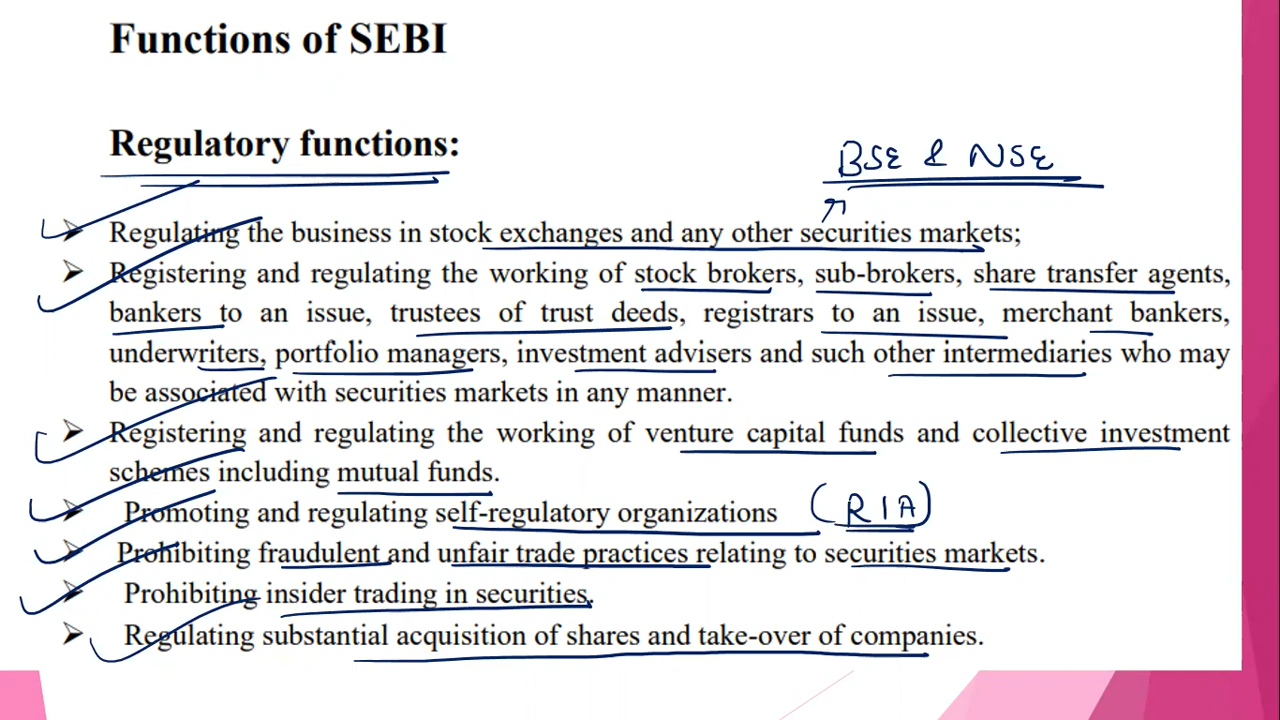 Functions of SEBI
Regulatory functions:
BSE & NSE
➤ Regulating the business in stock exchanges and any other securities markets;
➤ Registering and regulating the working of stock brokers, sub-brokers, share transfer agents,
bankers to an issue, trustees of trust deeds, registrars to an issue, merchant bankers,
underwriters, portfolio managers, investment advisers and such other intermediaries who may
be associated with securities markets in any manner.
➤ Registering and regulating the working of venture capital funds and collective investment
schemes including mutual funds.
➤ Promoting and regulating self-regulatory organizations (RIA)
➤ Prohibiting fraudulent and unfair trade practices relating to securities markets.
➤ Prohibiting insider trading in securities.
➤ Regulating substantial acquisition of shares and take-over of companies.